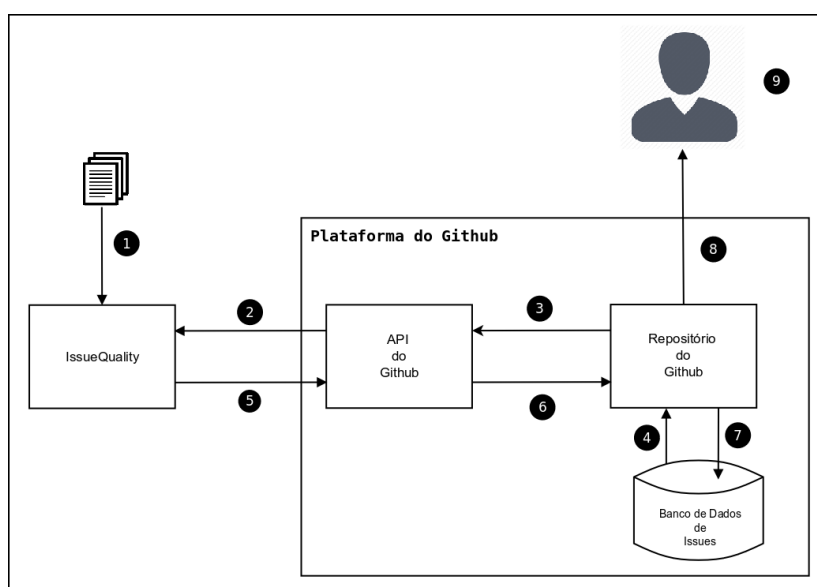 9
1
Plataforma do Github
8
2
3
IssueQuality
API
do
Github
Repositório
do
Github
5
6
4
7
Banco de Dados
de
Issues